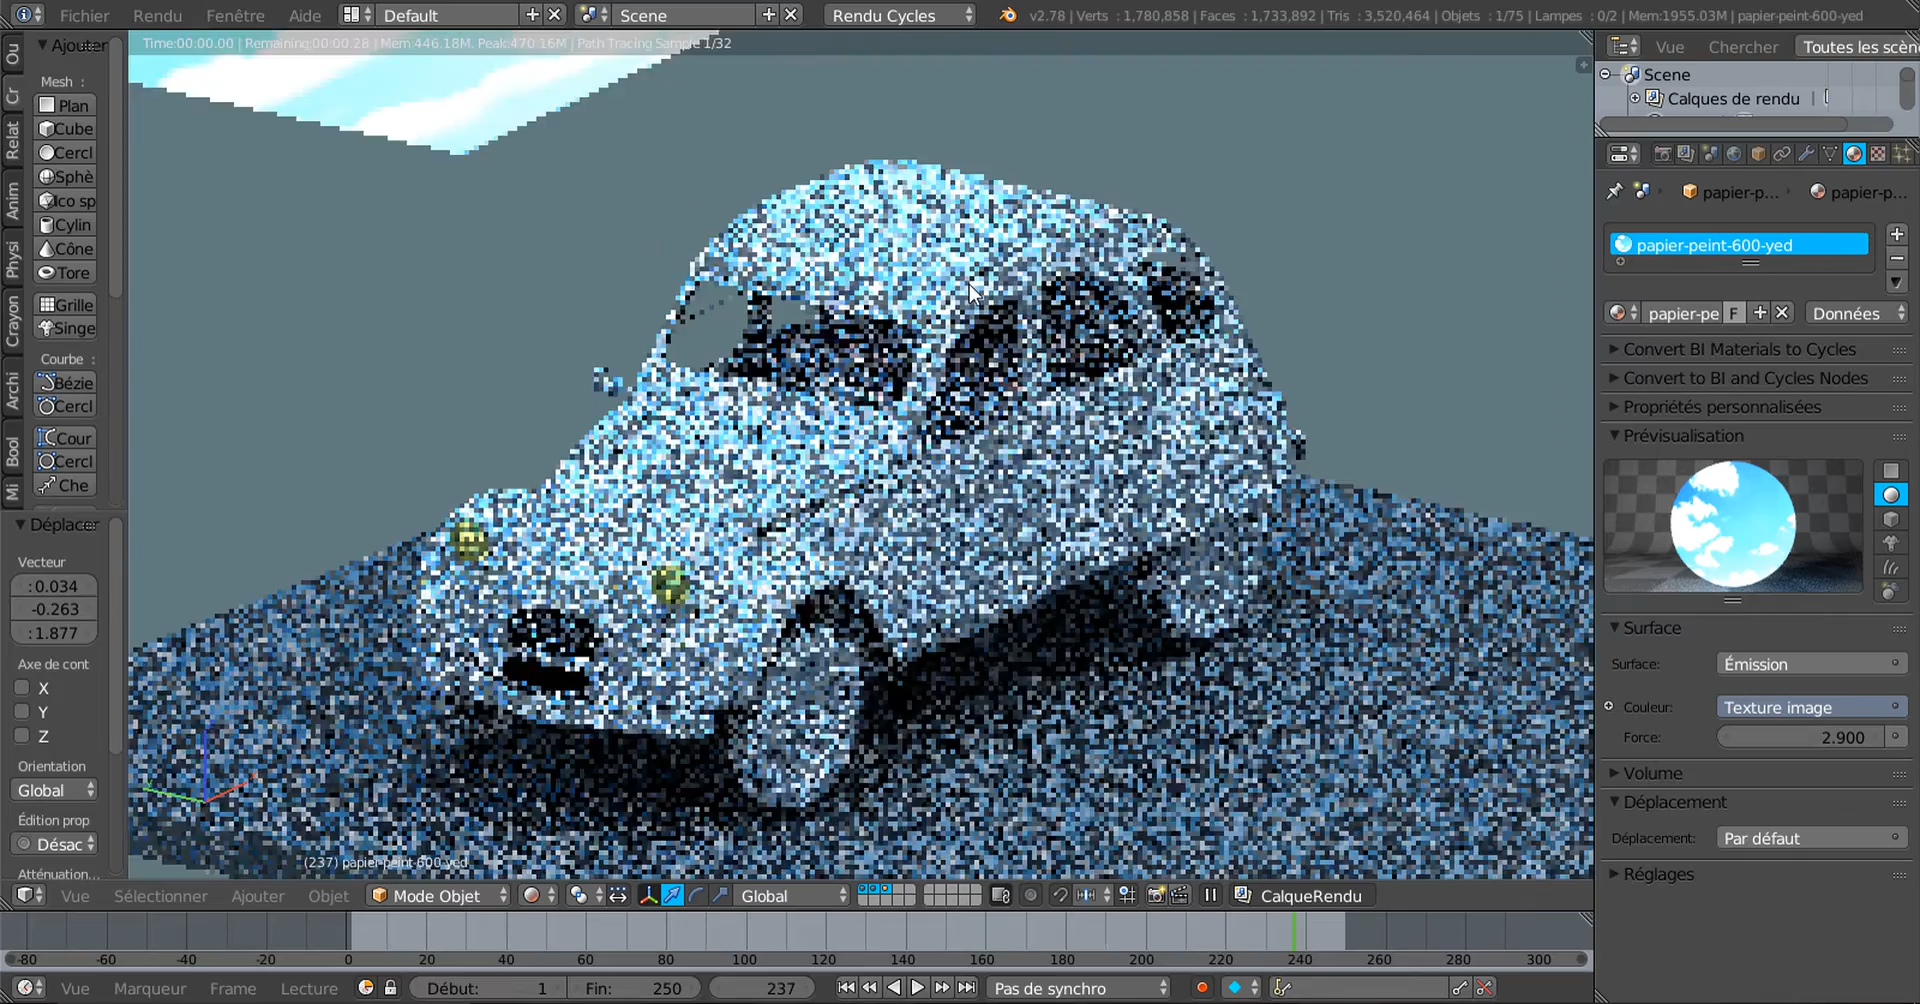 Fichier Rendu Fenêtre Aide Default Scene Rendu Cycles v2.78 | Verts : 1,780,858 | Faces : 1,733,892 | Tris : 3,520,464 | Objets : 1/75 | Lampes : 0/2 | Mem:1955.03M | papier-peint-600-yed
Time:00:00.00 | Remaining:00:00.28 | Mem:446.18M, Peak:470.16M | Path Tracing Sample 1/32
Vue Chercher Toutes les scèn
Scene
Calques de rendu
Ou
Cr
Relat
Anim
Physi
Crayon
Archi
Bool
Mi
Ajouter
Mesh :
Plan
Cube
Cercl
Sphè
Ico sp
Cylin
Cône
Tore
Grille
Singe
Courbe :
Bézie
Cercl
Cour
Cercl
Che
Déplacer
Vecteur
: 0.034
-0.263
: 1.877
Axe de cont
X
Y
Z
Orientation
Global
Édition prop
Désac
Atténuation...
(237) papier-peint-600-yed
papier-p... papier-p...
papier-peint-600-yed
papier-pe F Données
Convert BI Materials to Cycles
Convert to BI and Cycles Nodes
Propriétés personnalisées
Prévisualisation
Surface
Surface: Émission
Couleur: Texture image
Force: 2.900
Volume
Déplacement
Déplacement: Par défaut
Réglages
Vue Sélectionner Ajouter Objet Mode Objet Global CalqueRendu
-80 -60 -40 -20 0 20 40 60 80 100 120 140 160 180 200 220 240 260 280 300
Vue Marqueur Frame Lecture Début: 1 Fin: 250 237 Pas de synchro